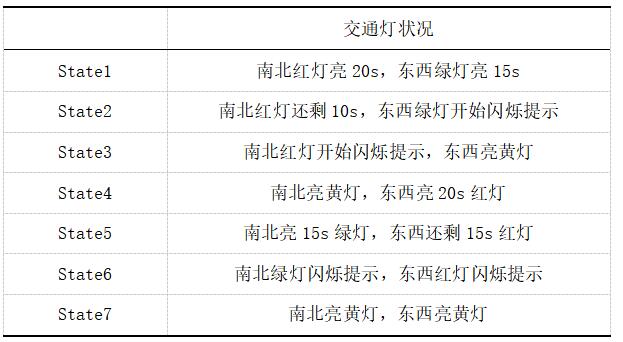 交通灯状况
State1 南北红灯亮 20s，东西绿灯亮 15s
State2 南北红灯还剩 10s，东西绿灯开始闪烁提示
State3 南北红灯开始闪烁提示，东西亮黄灯
State4 南北亮黄灯，东西亮 20s 红灯
State5 南北亮 15s 绿灯，东西还剩 15s 红灯
State6 南北绿灯闪烁提示，东西红灯闪烁提示
State7 南北亮黄灯，东西亮黄灯